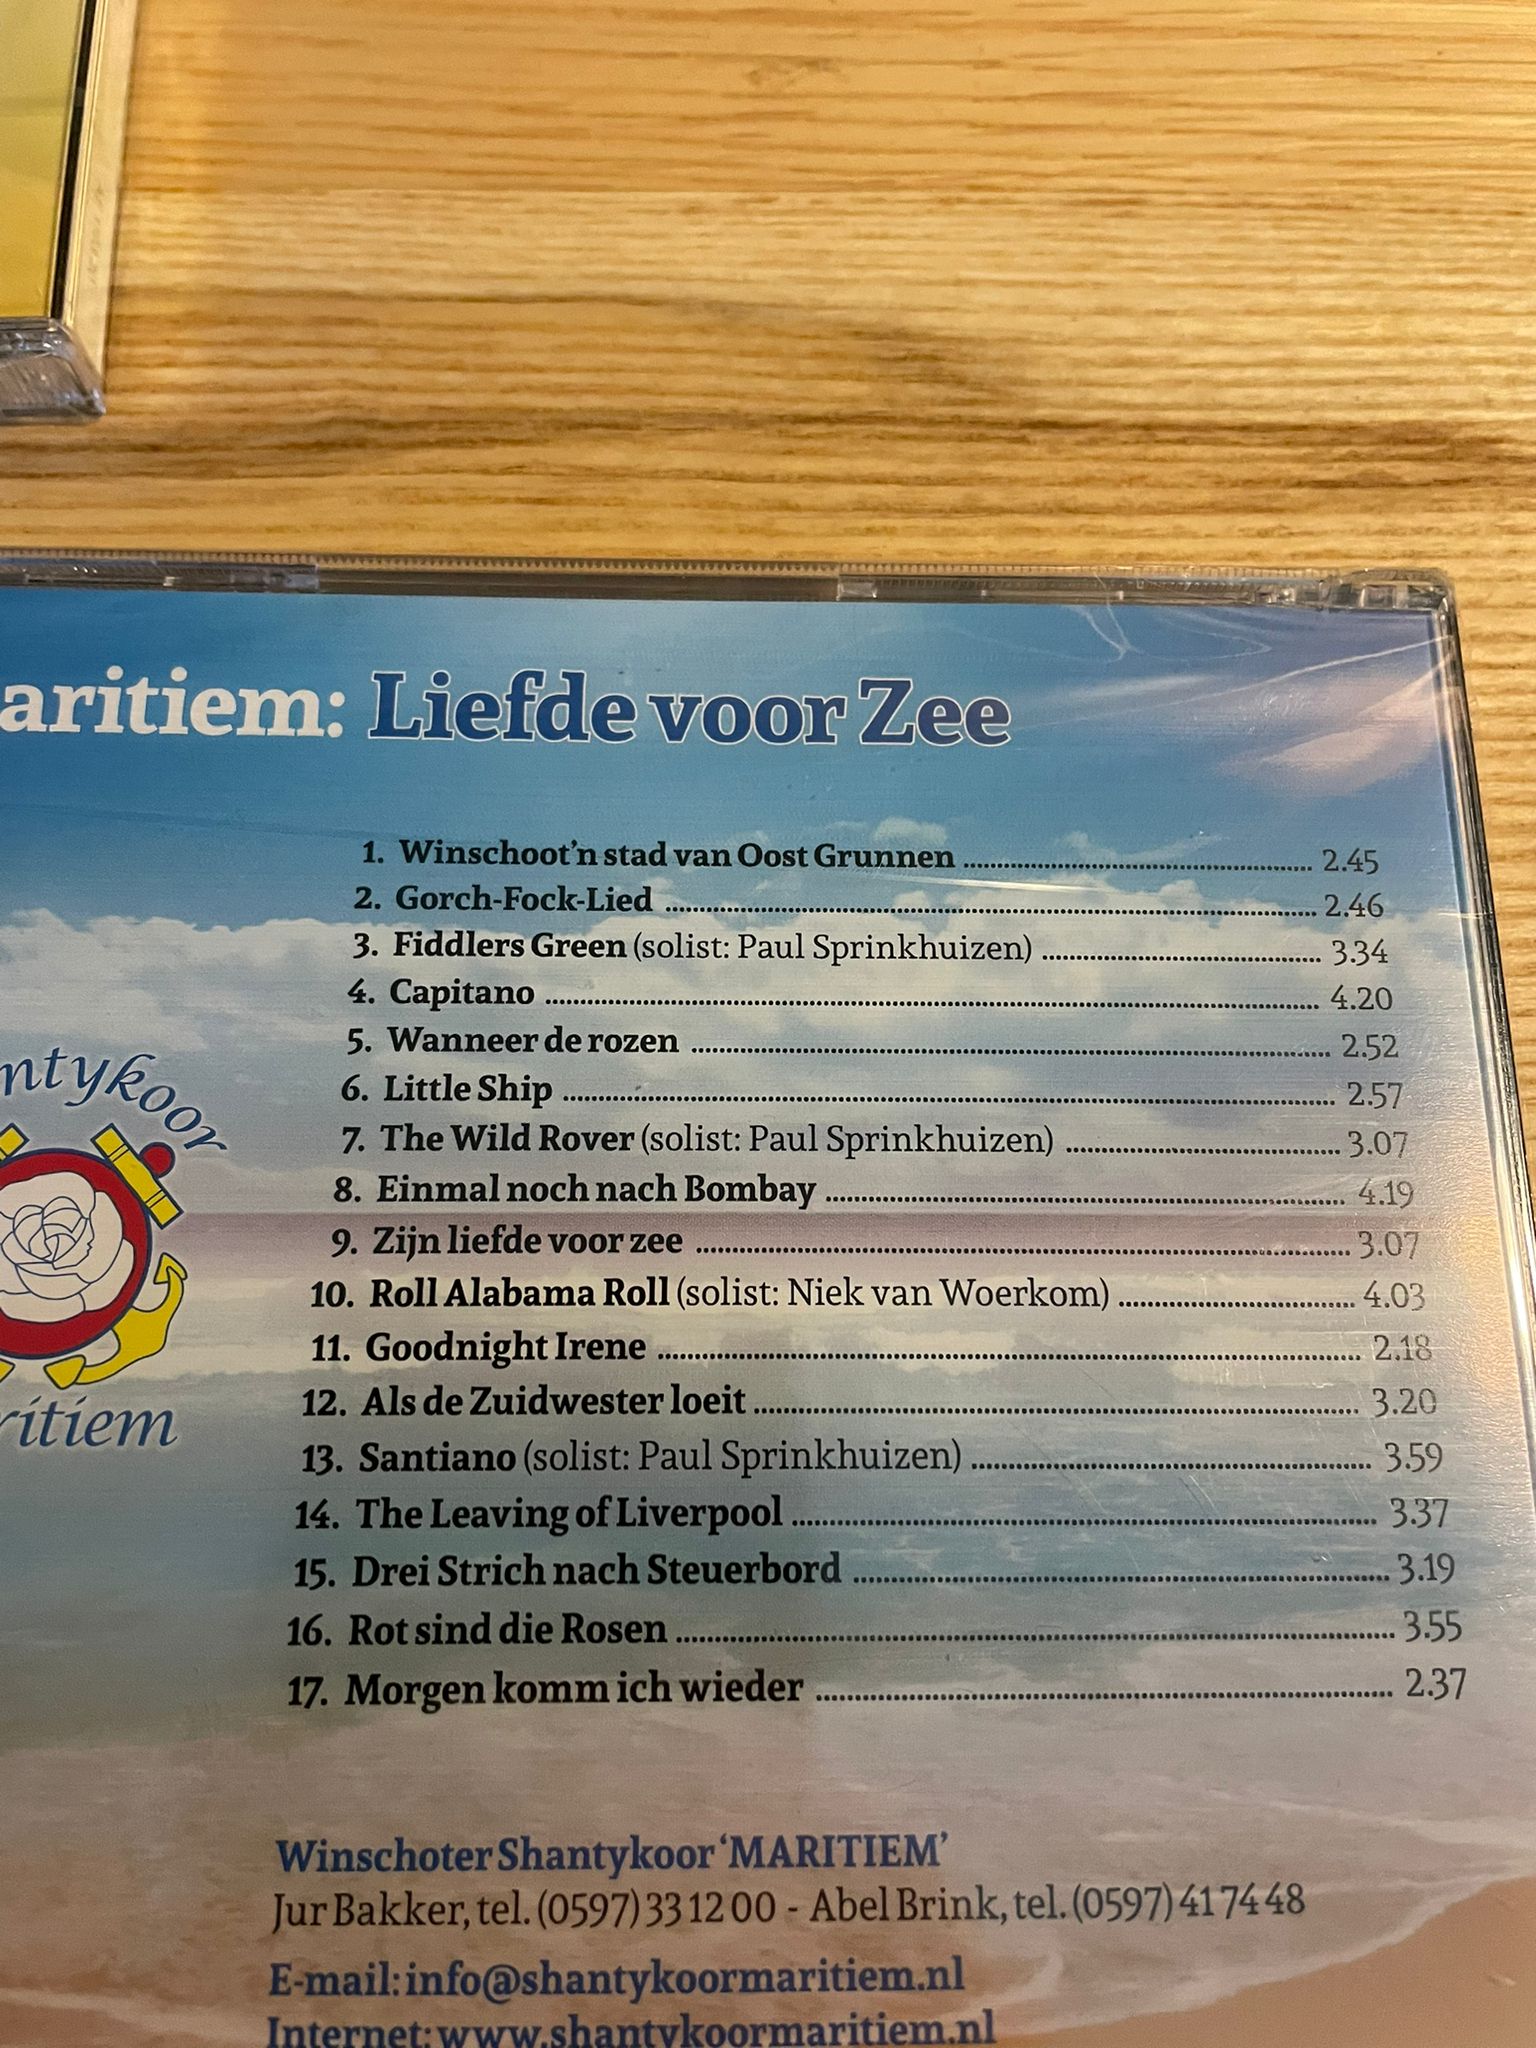 aritiem: Liefde voor Zee
1. Winschoot'n stad van Oost Grunnen 2.45
2. Gorch-Fock-Lied 2.46
3. Fiddlers Green (solist: Paul Sprinkhuizen) 3.34
4. Capitano 4.20
5. Wanneer de rozen 2.52
6. Little Ship 2.57
7. The Wild Rover (solist: Paul Sprinkhuizen) 3.07
8. Einmal noch nach Bombay 4.19
9. Zijn liefde voor zee 3.07
10. Roll Alabama Roll (solist: Niek van Woerkom) 4.03
11. Goodnight Irene 2.18
12. Als de Zuidwester loeit 3.20
13. Santiano (solist: Paul Sprinkhuizen) 3.59
14. The Leaving of Liverpool 3.37
15. Drei Strich nach Steuerbord 3.19
16. Rot sind die Rosen 3.55
17. Morgen komm ich wieder 2.37
ntykoor
ritiem
Winschoter Shantykoor 'MARITIEM'
Jur Bakker, tel. (0597) 33 12 00 - Abel Brink, tel. (0597) 41 74 48
E-mail: info@shantykoormaritiem.nl
Internet: www.shantykoormaritiem.nl